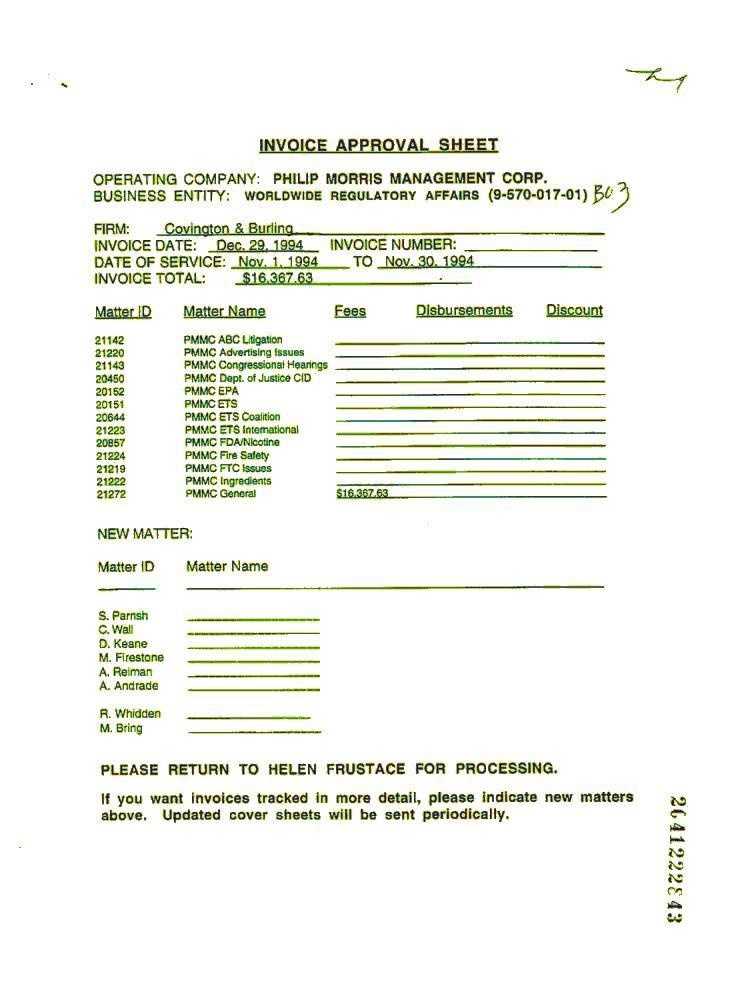 INVOICE APPROVAL SHEET
OPERATING COMPANY: PHILIP MORRIS MANAGEMENT CORP.
BUSINESS ENTITY: WORLDWIDE REGULATORY AFFAIRS (9-570-017-01)
FIRM: Covington & Burling
INVOICE DATE: Dec. 29, 1994 INVOICE NUMBER:
DATE OF SERVICE: Nov. 1, 1994 TO Nov. 30, 1994
INVOICE TOTAL: $16,367.63
Matter ID Matter Name Fees Disbursements Discount
21142 PMMC ABC Litigation
21220 PMMC Advertising Issues
21143 PMMC Congressional Hearings
20450 PMMC Dept. of Justice CID
20152 PMMC EPA
20151 PMMC ETS
20644 PMMC ETS Coalition
21223 PMMC ETS International
20857 PMMC FDA/Nicotine
21224 PMMC Fire Safety
21219 PMMC FTC Issues
21222 PMMC Ingredients
21272 PMMC General $16,367.63
NEW MATTER:
Matter ID Matter Name
S. Parrish
C. Wall
D. Keane
M. Firestone
A. Reiman
A. Andrade
R. Whidden
M. Bring
PLEASE RETURN TO HELEN FRUSTACE FOR PROCESSING.
If you want invoices tracked in more detail, please indicate new matters
above. Updated cover sheets will be sent periodically.